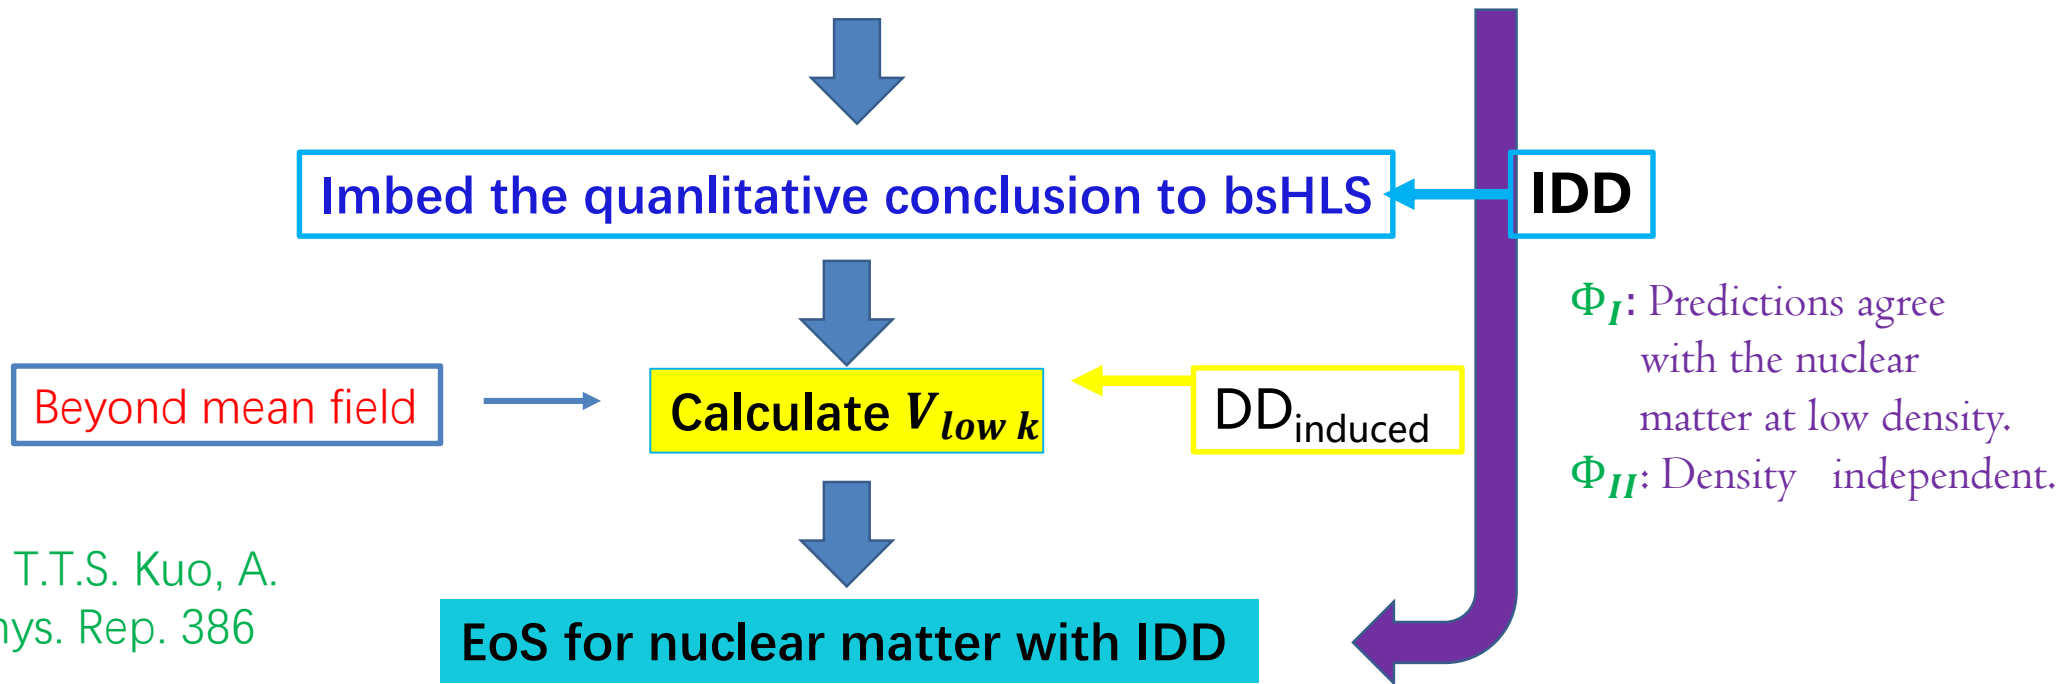 Imbed the quanlitative conclusion to bsHLS
IDD
Φ_I: Predictions agree
with the nuclear
matter at low density.
Φ_II: Density independent.
Beyond mean field
Calculate V_low k
DD_induced
T.T.S. Kuo, A.
hys. Rep. 386
EoS for nuclear matter with IDD